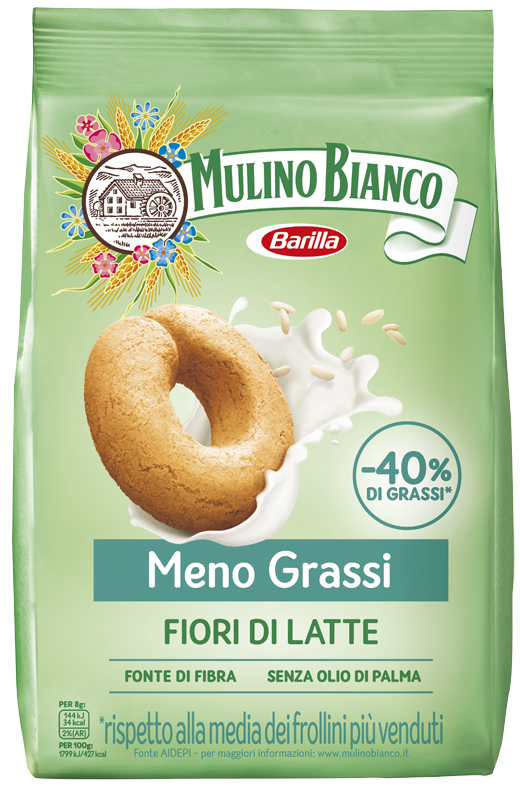 MULINO BIANCO
Barilla
-40%
DI GRASSI*
Meno Grassi
FIORI DI LATTE
FONTE DI FIBRA SENZA OLIO DI PALMA
PER 8g:
144 kJ
34 kcal
2%(AR)
PER 100g:
1799 kJ/427 kcal
*rispetto alla media dei frollini più venduti
Fonte AIDEPI - per maggiori informazioni: www.mulinobianco.it